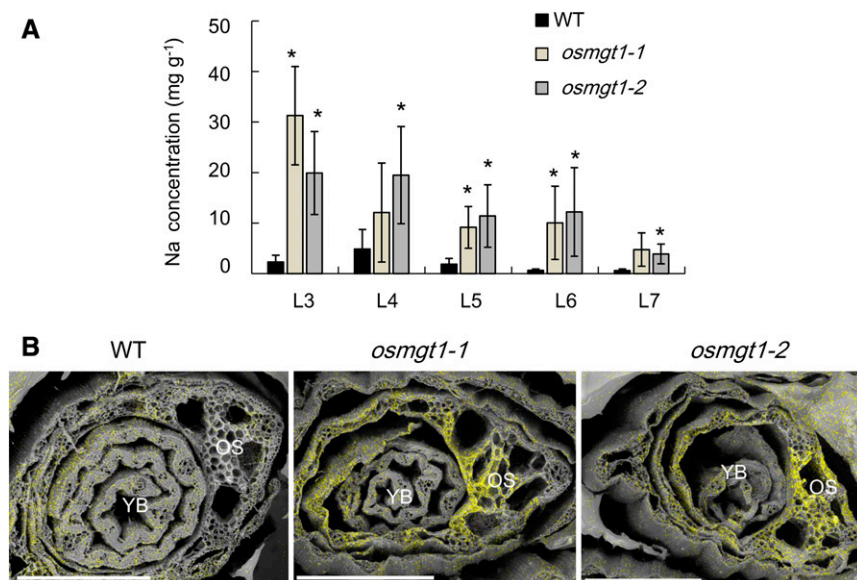 A
WT
osmgt1-1
osmgt1-2
Na concentration (mg g-1)
50
40
30
20
10
0
*
*
*
*
*
*
*
*
L3
L4
L5
L6
L7
B
WT
osmgt1-1
osmgt1-2
OS
YB
YB
OS
YB
OS